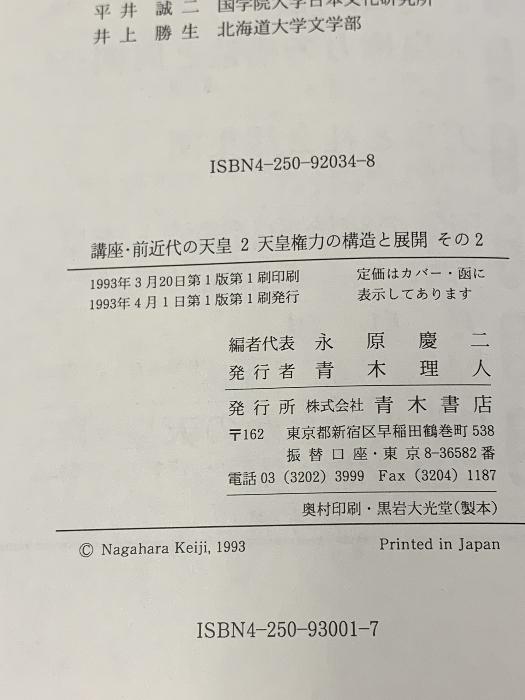 平井誠二 国学院大学日本文化研究所
井上勝生 北海道大学文学部
ISBN4-250-92034-8
講座・前近代の天皇 2 天皇権力の構造と展開 その2
1993年3月20日第1版第1刷印刷 定価はカバー・函に
1993年4月1日第1版第1刷発行 表示してあります
編者代表 永原慶二
発行者 青木理人
発行所 株式会社 青木書店
〒162 東京都新宿区早稲田鶴巻町538
振替口座・東京8-36582番
電話03(3202)3999 Fax(3204)1187
奥村印刷・黒岩大光堂(製本)
© Nagahara Keiji, 1993 Printed in Japan
ISBN4-250-93001-7